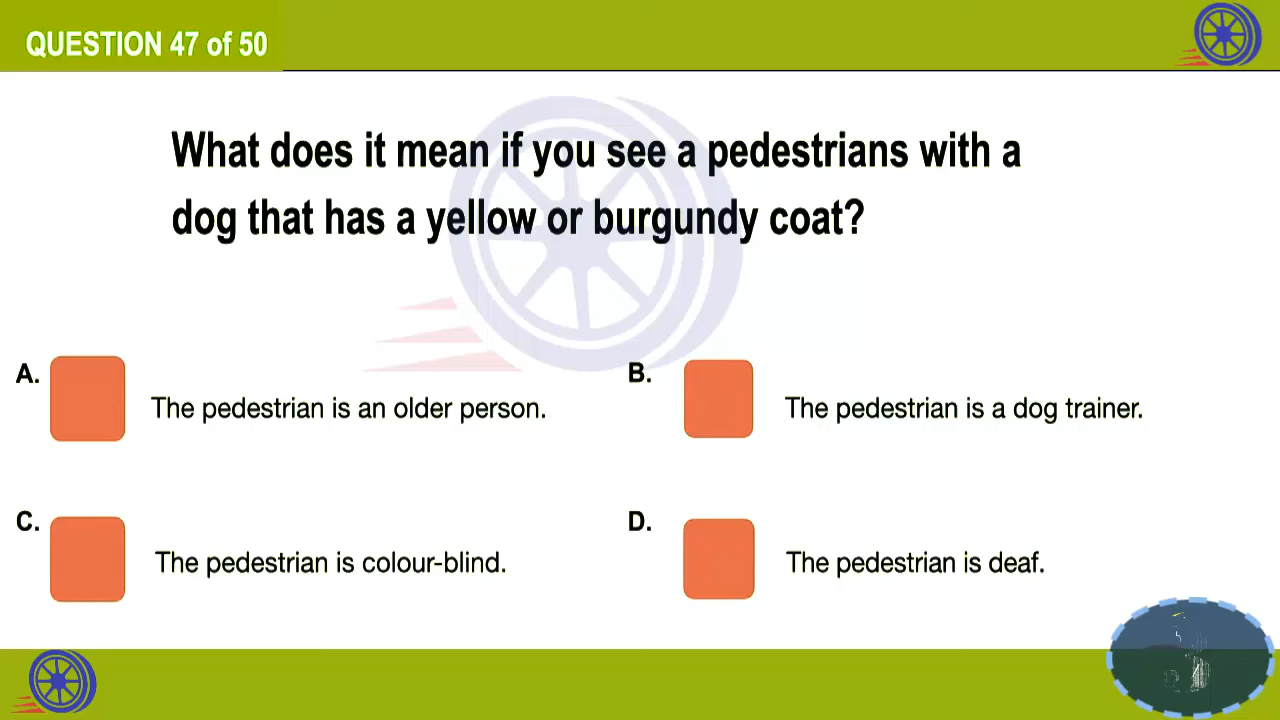 QUESTION 47 of 50
What does it mean if you see a pedestrians with a
dog that has a yellow or burgundy coat?
A.
The pedestrian is an older person.
B.
The pedestrian is a dog trainer.
C.
The pedestrian is colour-blind.
D.
The pedestrian is deaf.